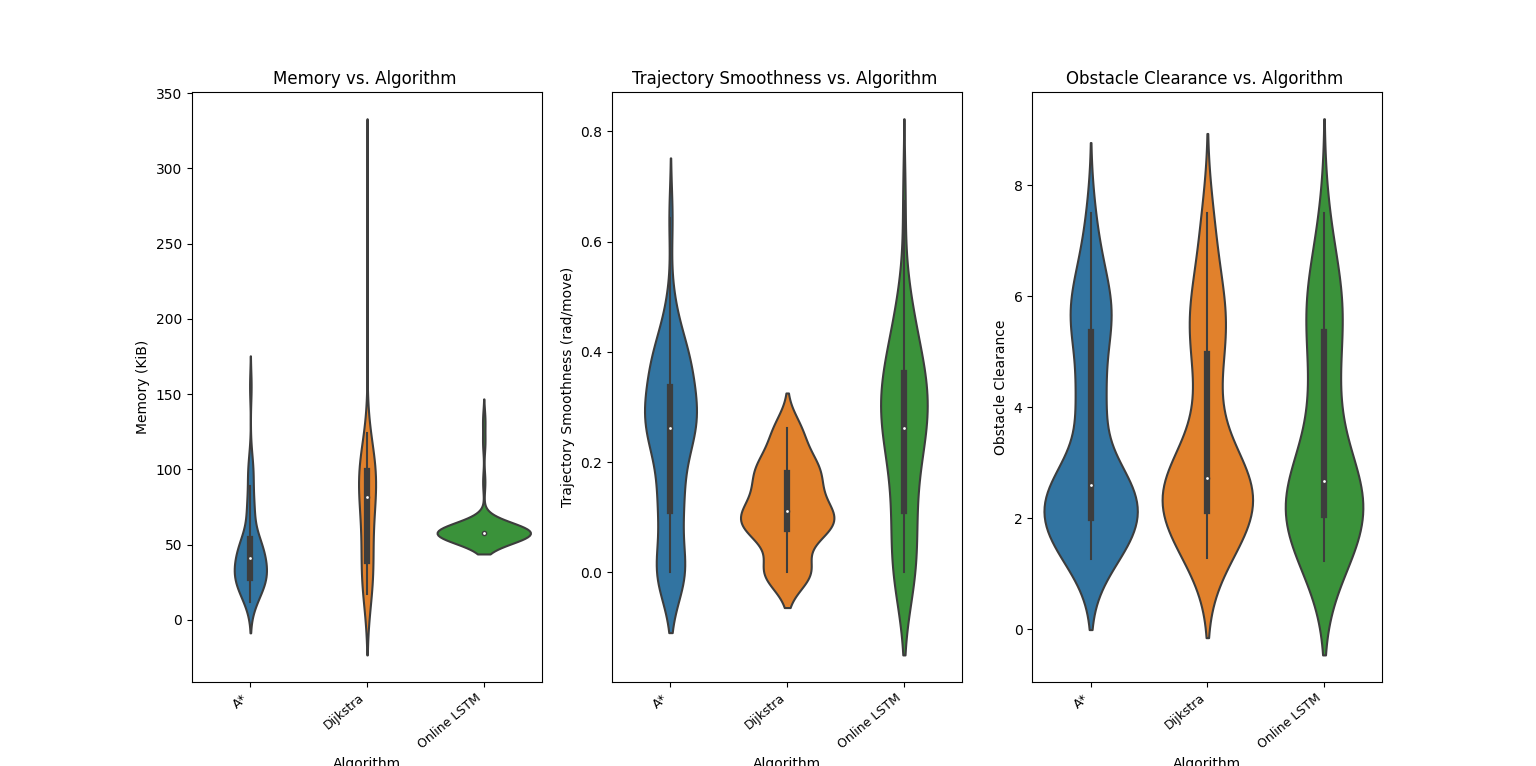 Memory vs. Algorithm
350
300
250
200
150
100
50
0
Memory (KiB)
A*
Dijkstra
Online LSTM
Algorithm
Trajectory Smoothness vs. Algorithm
0.8
0.6
0.4
0.2
0.0
Trajectory Smoothness (rad/move)
A*
Dijkstra
Online LSTM
Algorithm
Obstacle Clearance vs. Algorithm
8
6
4
2
0
Obstacle Clearance
A*
Dijkstra
Online LSTM
Algorithm